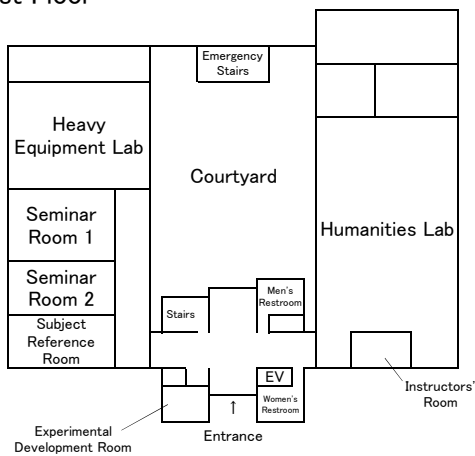 st Floor
Emergency
Stairs
Heavy
Equipment Lab
Courtyard
Seminar
Room 1
Humanities Lab
Seminar
Room 2
Men's
Restroom
Stairs
Subject
Reference
Room
EV
Women's
Restroom
Instructors'
Room
↑
Entrance
Experimental
Development Room